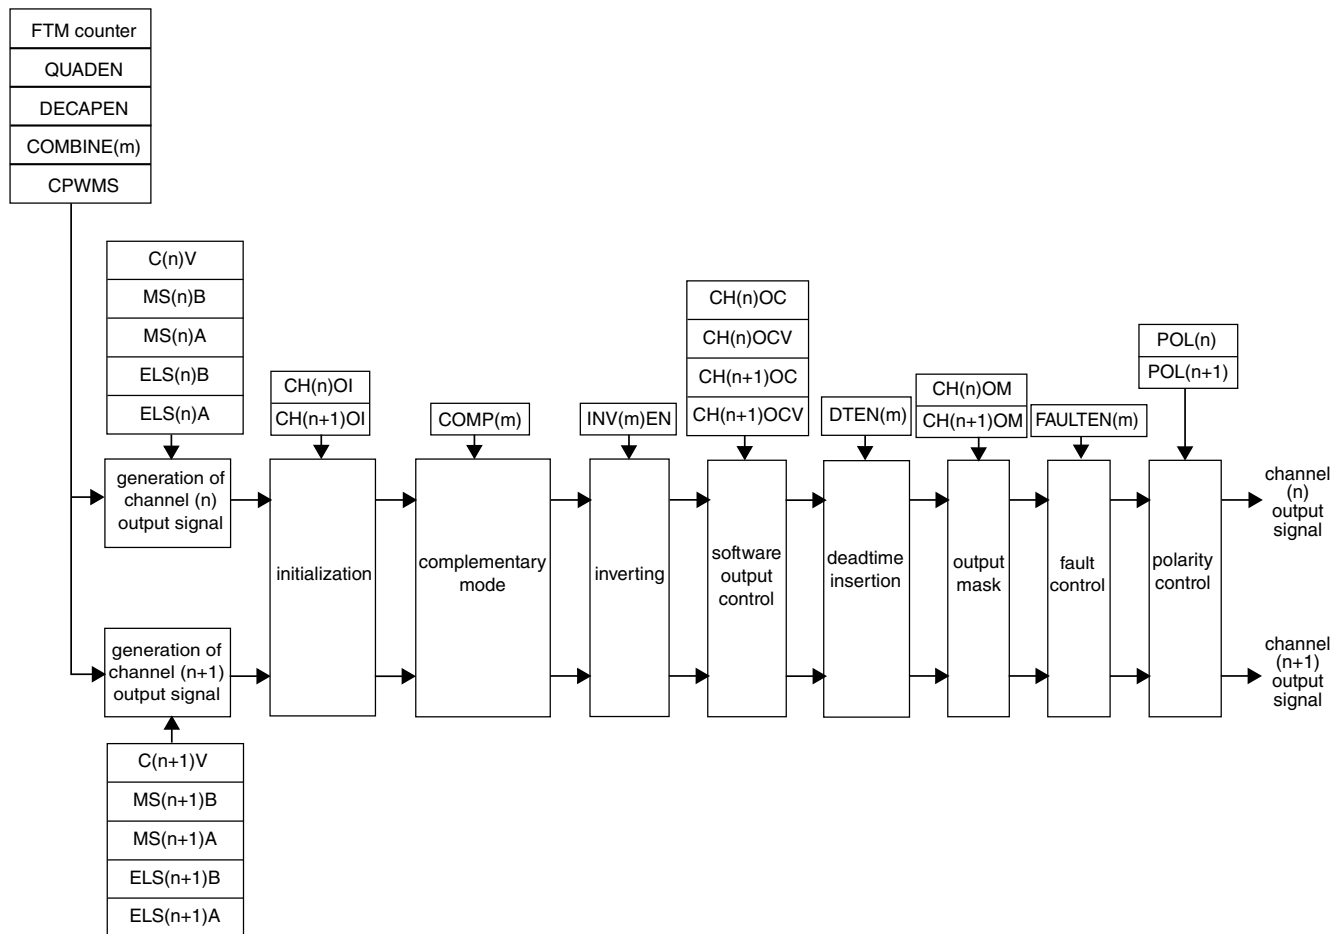 FTM counter
QUADEN
DECAPEN
COMBINE(m)
CPWMS
C(n)V
MS(n)B
MS(n)A
ELS(n)B
ELS(n)A
CH(n)OI
CH(n+1)OI
COMP(m)
INV(m)EN
CH(n)OC
CH(n)OCV
CH(n+1)OC
CH(n+1)OCV
DTEN(m)
CH(n)OM
CH(n+1)OM
FAULTEN(m)
POL(n)
POL(n+1)
generation of
channel (n)
output signal
initialization
complementary
mode
inverting
software
output
control
deadtime
insertion
output
mask
fault
control
polarity
control
channel
(n)
output
signal
generation of
channel (n+1)
output signal
channel
(n+1)
output
signal
C(n+1)V
MS(n+1)B
MS(n+1)A
ELS(n+1)B
ELS(n+1)A